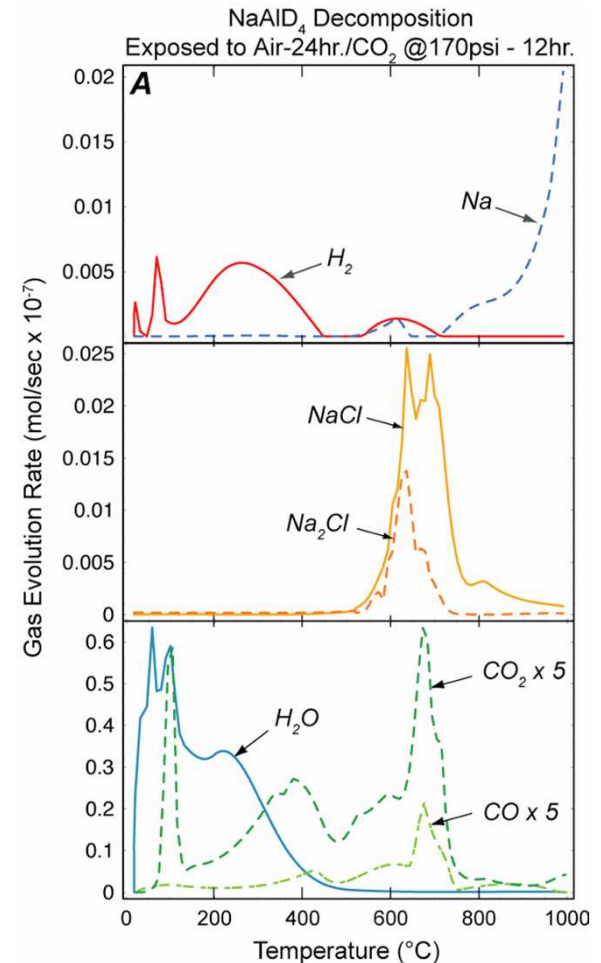 NaAlD₄ Decomposition
Exposed to Air-24hr./CO₂ @170psi - 12hr.
A
0.02
0.015
0.01
0.005
0
Na
H₂
0.025
0.02
0.015
0.01
0.005
0
NaCl
Na₂Cl
0.6
0.5
0.4
0.3
0.2
0.1
0
H₂O
CO₂ x 5
CO x 5
0 200 400 600 800 1000
Temperature (°C)
Gas Evolution Rate (mol/sec x 10⁻⁷)